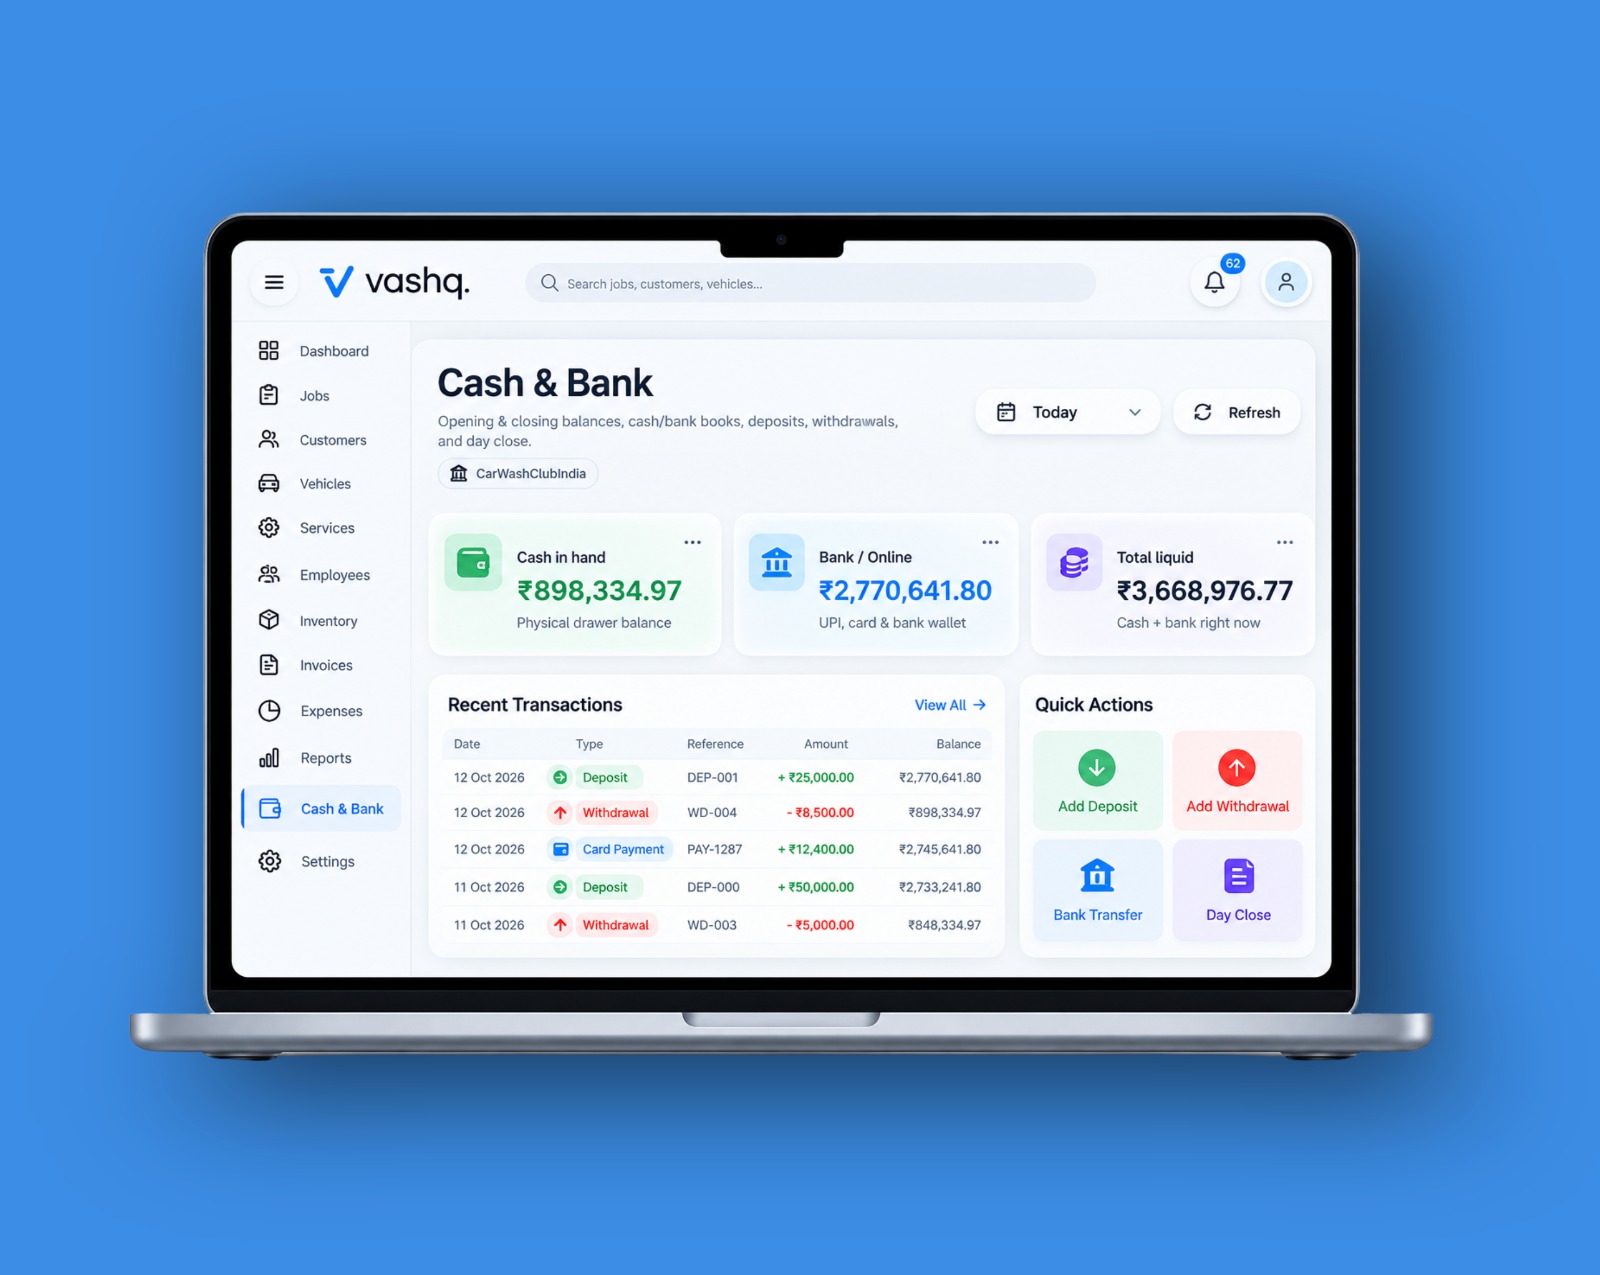 vashq.
Search jobs, customers, vehicles...
62
Dashboard
Jobs
Customers
Vehicles
Services
Employees
Inventory
Invoices
Expenses
Reports
Cash & Bank
Settings
Cash & Bank
Opening & closing balances, cash/bank books, deposits, withdrawals,
and day close.
CarWashClubIndia
Today
Refresh
Cash in hand
₹898,334.97
Physical drawer balance
Bank / Online
₹2,770,641.80
UPI, card & bank wallet
Total liquid
₹3,668,976.77
Cash + bank right now
Recent Transactions
View All →
Date Type Reference Amount Balance
12 Oct 2026 Deposit DEP-001 + ₹25,000.00 ₹2,770,641.80
12 Oct 2026 Withdrawal WD-004 - ₹8,500.00 ₹898,334.97
12 Oct 2026 Card Payment PAY-1287 + ₹12,400.00 ₹2,745,641.80
11 Oct 2026 Deposit DEP-000 + ₹50,000.00 ₹2,733,241.80
11 Oct 2026 Withdrawal WD-003 - ₹5,000.00 ₹848,334.97
Quick Actions
Add Deposit
Add Withdrawal
Bank Transfer
Day Close